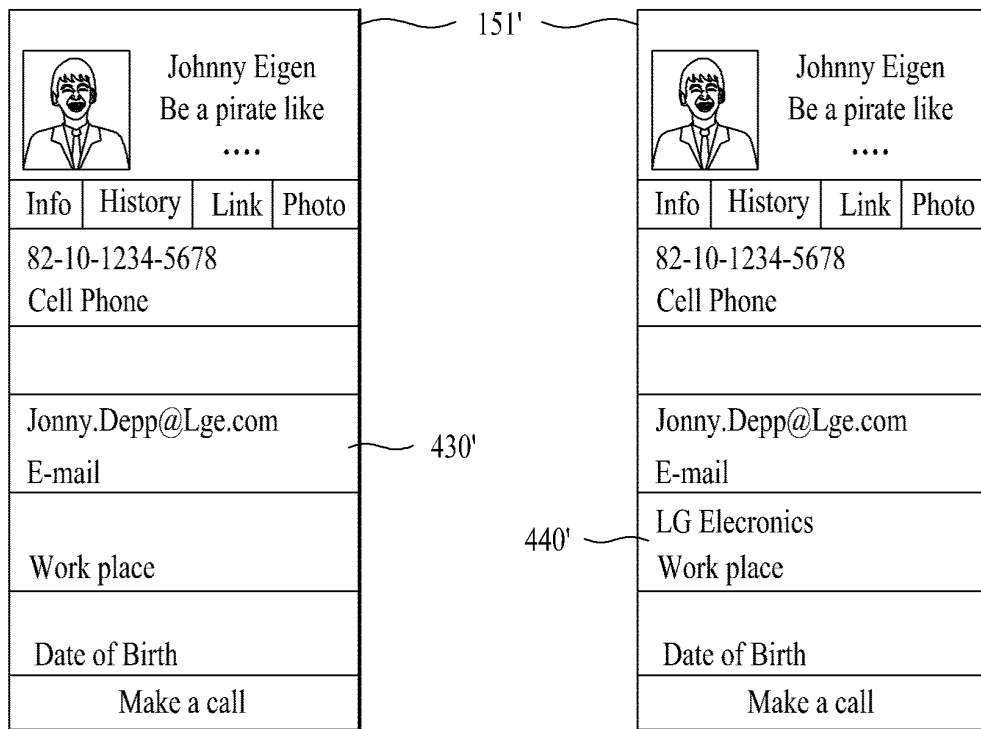 151'
Johnny Eigen
Be a pirate like
....
Info History Link Photo
82-10-1234-5678
Cell Phone
Jonny.Depp@Lge.com
E-mail
430'
Work place
Date of Birth
Make a call
Johnny Eigen
Be a pirate like
....
Info History Link Photo
82-10-1234-5678
Cell Phone
Jonny.Depp@Lge.com
E-mail
440'
LG Elecronics
Work place
Date of Birth
Make a call